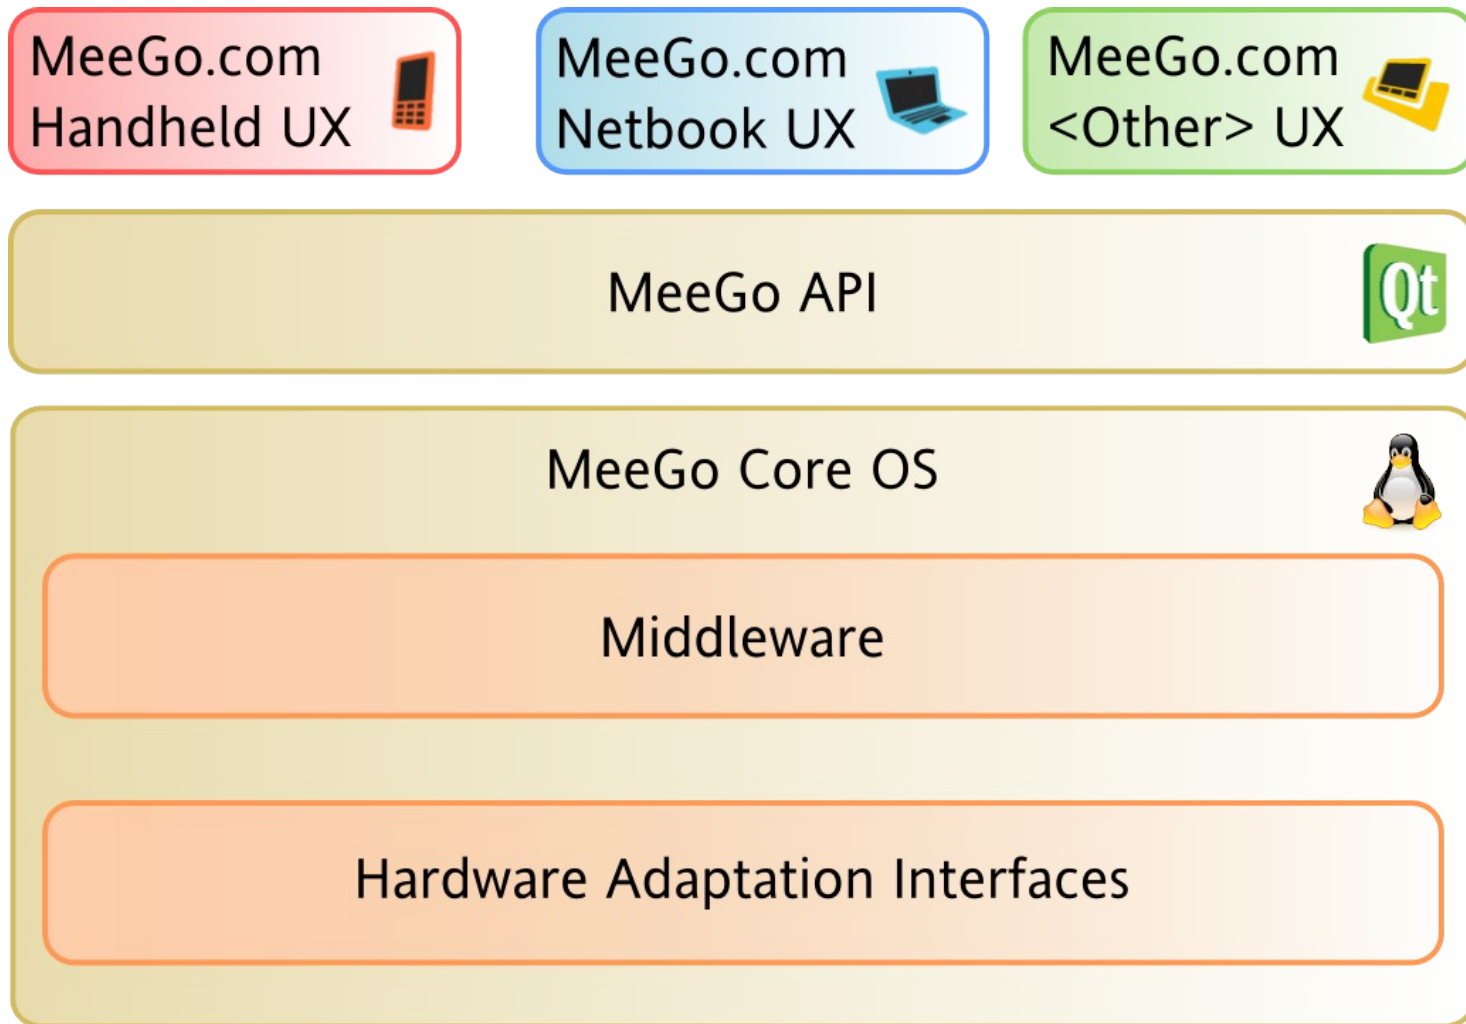 MeeGo.com
Handheld UX
MeeGo.com
Netbook UX
MeeGo.com
<Other> UX
MeeGo API
Qt
MeeGo Core OS
Middleware
Hardware Adaptation Interfaces